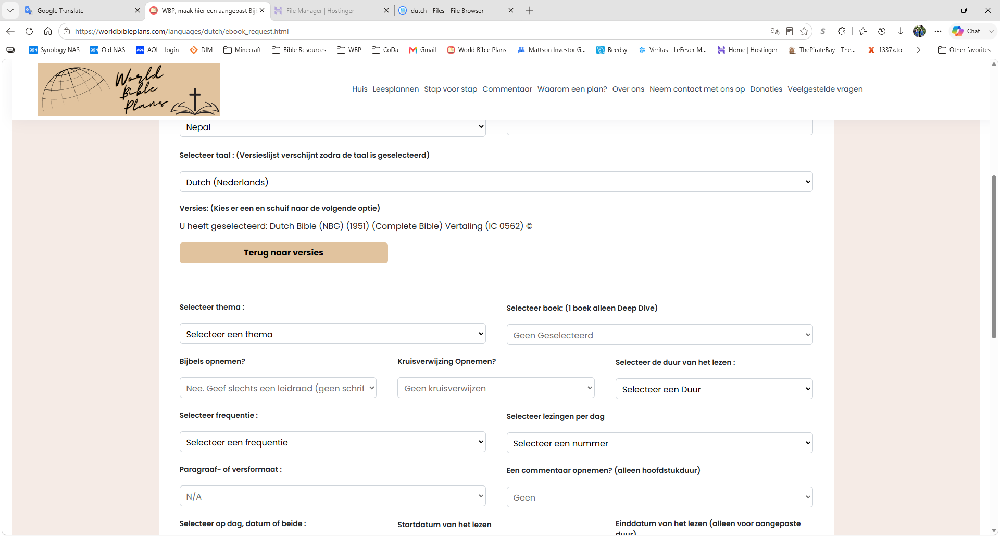 Google Translate
WBP, maak hier een aangepast Bij
File Manager | Hostinger
dutch - Files - File Browser
https://worldbibleplans.com/languages/dutch/ebook_request.html
Chat
Synology NAS
Old NAS
AOL - login
DIM
Minecraft
Bible Resources
WBP
CoDa
Gmail
World Bible Plans
Mattson Investor G...
Reedsy
Veritas - LeFever M...
Home | Hostinger
ThePirateBay - The...
1337x.to
Other favorites
World
Bible
Plans
Huis Leesplannen Stap voor stap Commentaar Waarom een plan? Over ons Neem contact met ons op Donaties Veelgestelde vragen
Nepal
Selecteer taal : (Versieslijst verschijnt zodra de taal is geselecteerd)
Dutch (Nederlands)
Versies: (Kies er een en schuif naar de volgende optie)
U heeft geselecteerd: Dutch Bible (NBG) (1951) (Complete Bible) Vertaling (IC 0562) ©
Terug naar versies
Selecteer thema :
Selecteer boek: (1 boek alleen Deep Dive)
Selecteer een thema
Geen Geselecteerd
Bijbels opnemen?
Kruisverwijzing Opnemen?
Selecteer de duur van het lezen :
Nee. Geef slechts een leidraad (geen schrif
Geen kruisverwijzen
Selecteer een Duur
Selecteer frequentie :
Selecteer lezingen per dag
Selecteer een frequentie
Selecteer een nummer
Paragraaf- of versformaat :
Een commentaar opnemen? (alleen hoofdstukduur)
N/A
Geen
Selecteer op dag, datum of beide :
Startdatum van het lezen
Einddatum van het lezen (alleen voor aangepaste
duur)